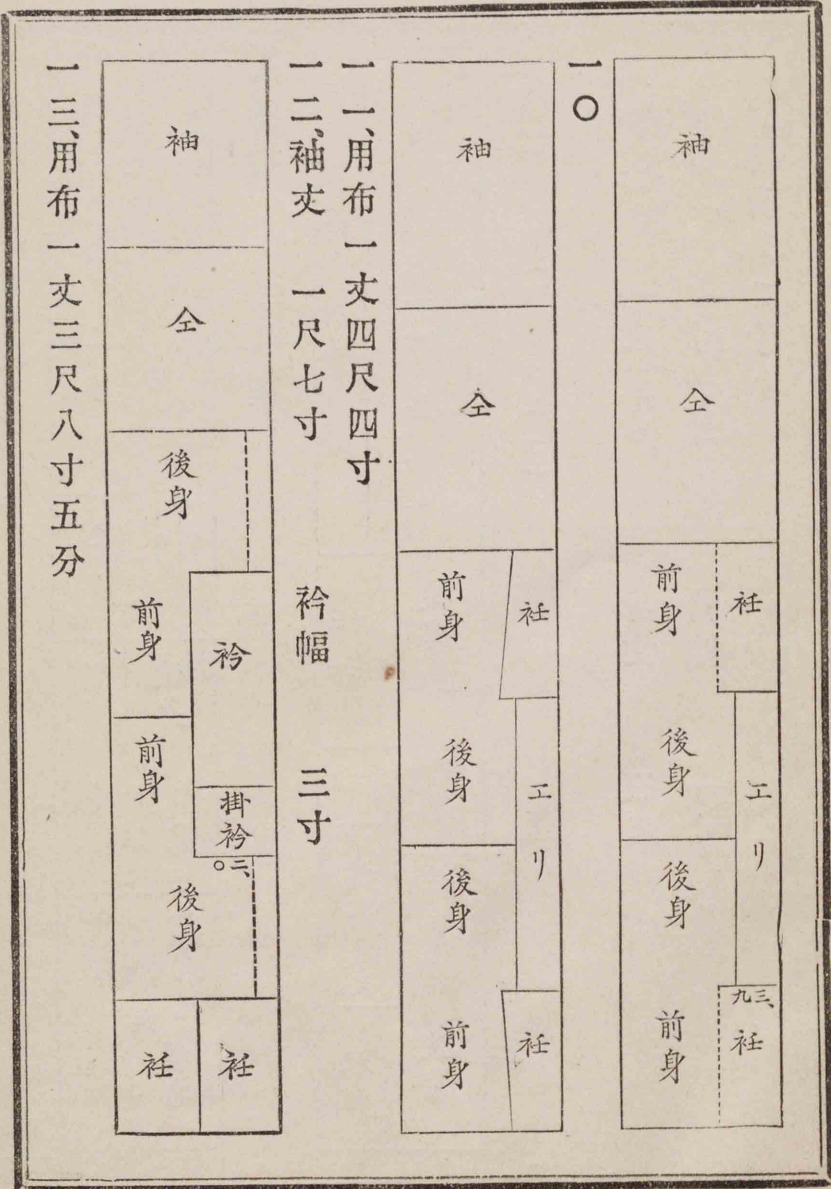 袖
仝
前身
衽
後身
エリ
後身
三、九
前身
衽
一〇
袖
仝
前身
衽
後身
エリ
後身
前身
衽
一一、用布一丈四尺四寸
一二、袖丈 一尺七寸 衿幅 三寸
袖
仝
後身
前身
衿
前身
掛衿
二、〇
後身
衽
衽
一三、用布一丈三尺八寸五分